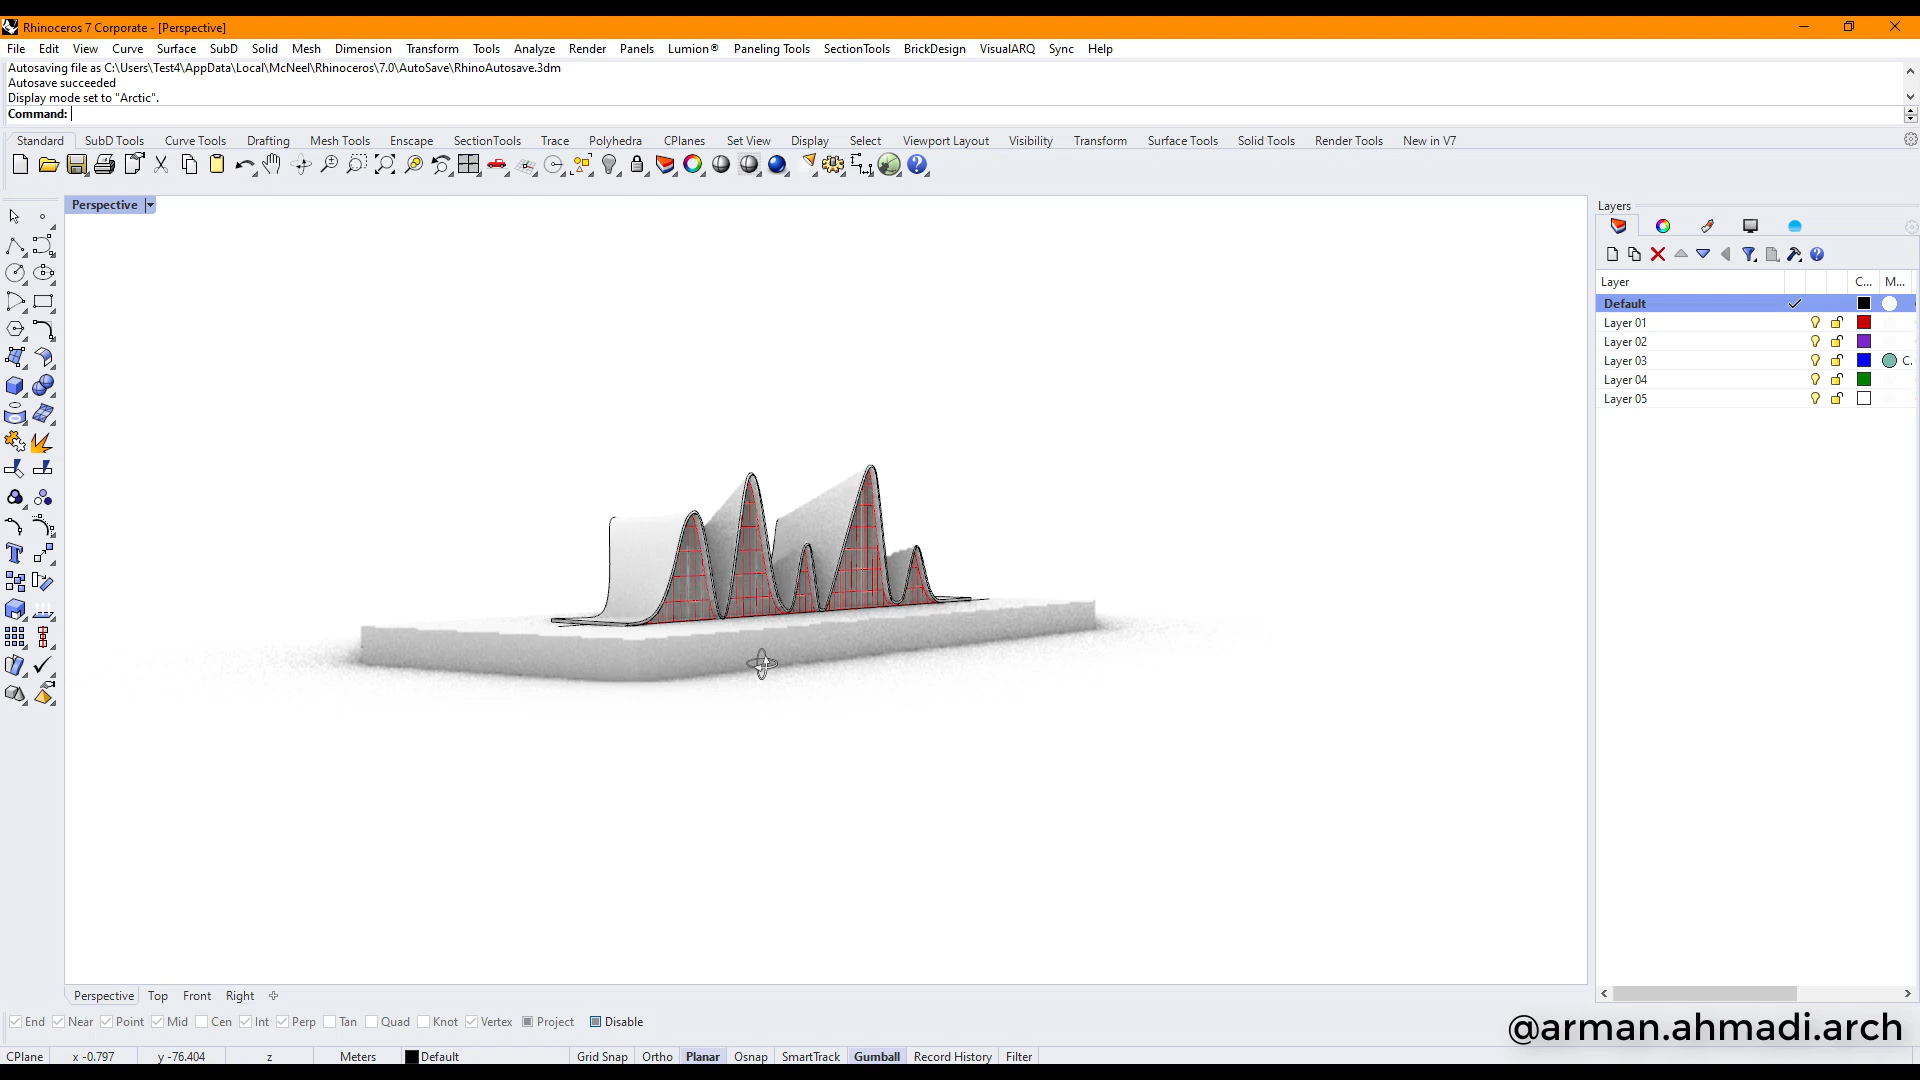 Rhinoceros 7 Corporate - [Perspective]
File Edit View Curve Surface SubD Solid Mesh Dimension Transform Tools Analyze Render Panels Lumion® Paneling Tools SectionTools BrickDesign VisualARQ Sync Help
Autosaving file as C:\Users\Test4\AppData\Local\McNeel\Rhinoceros\7.0\AutoSave\RhinoAutosave.3dm
Autosave succeeded
Display mode set to "Arctic".
Command:
Standard SubD Tools Curve Tools Drafting Mesh Tools Enscape SectionTools Trace Polyhedra CPlanes Set View Display Select Viewport Layout Visibility Transform Surface Tools Solid Tools Render Tools New in V7
Perspective
Layers
Layer C... M...
Default
Layer 01
Layer 02
Layer 03 C.
Layer 04
Layer 05
Perspective Top Front Right
End Near Point Mid Cen Int Perp Tan Quad Knot Vertex Project Disable
@arman.ahmadi.arch
CPlane x -0.797 y -76.404 z Meters Default Grid Snap Ortho Planar Osnap SmartTrack Gumball Record History Filter